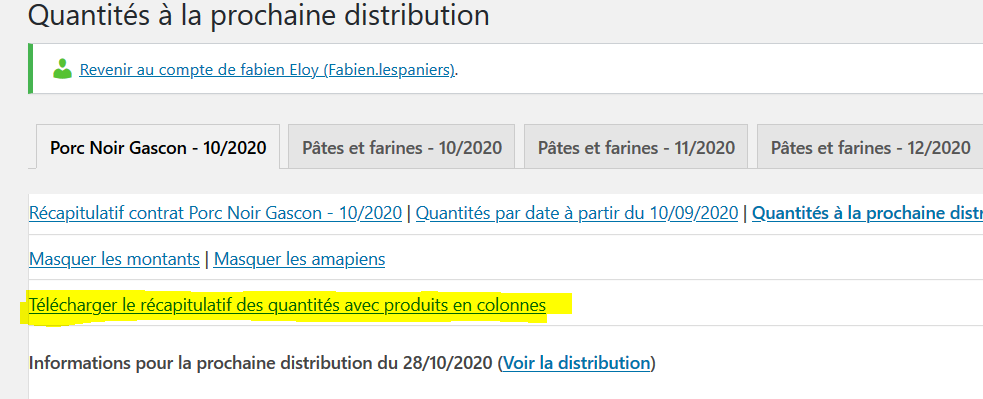 Quantités à la prochaine distribution
Revenir au compte de fabien Eloy (Fabien.lespaniers).
Porc Noir Gascon - 10/2020 Pâtes et farines - 10/2020 Pâtes et farines - 11/2020 Pâtes et farines - 12/2020
Récapitulatif contrat Porc Noir Gascon - 10/2020 | Quantités par date à partir du 10/09/2020 | Quantités à la prochaine distr
Masquer les montants | Masquer les amapiens
Télécharger le récapitulatif des quantités avec produits en colonnes
Informations pour la prochaine distribution du 28/10/2020 (Voir la distribution)